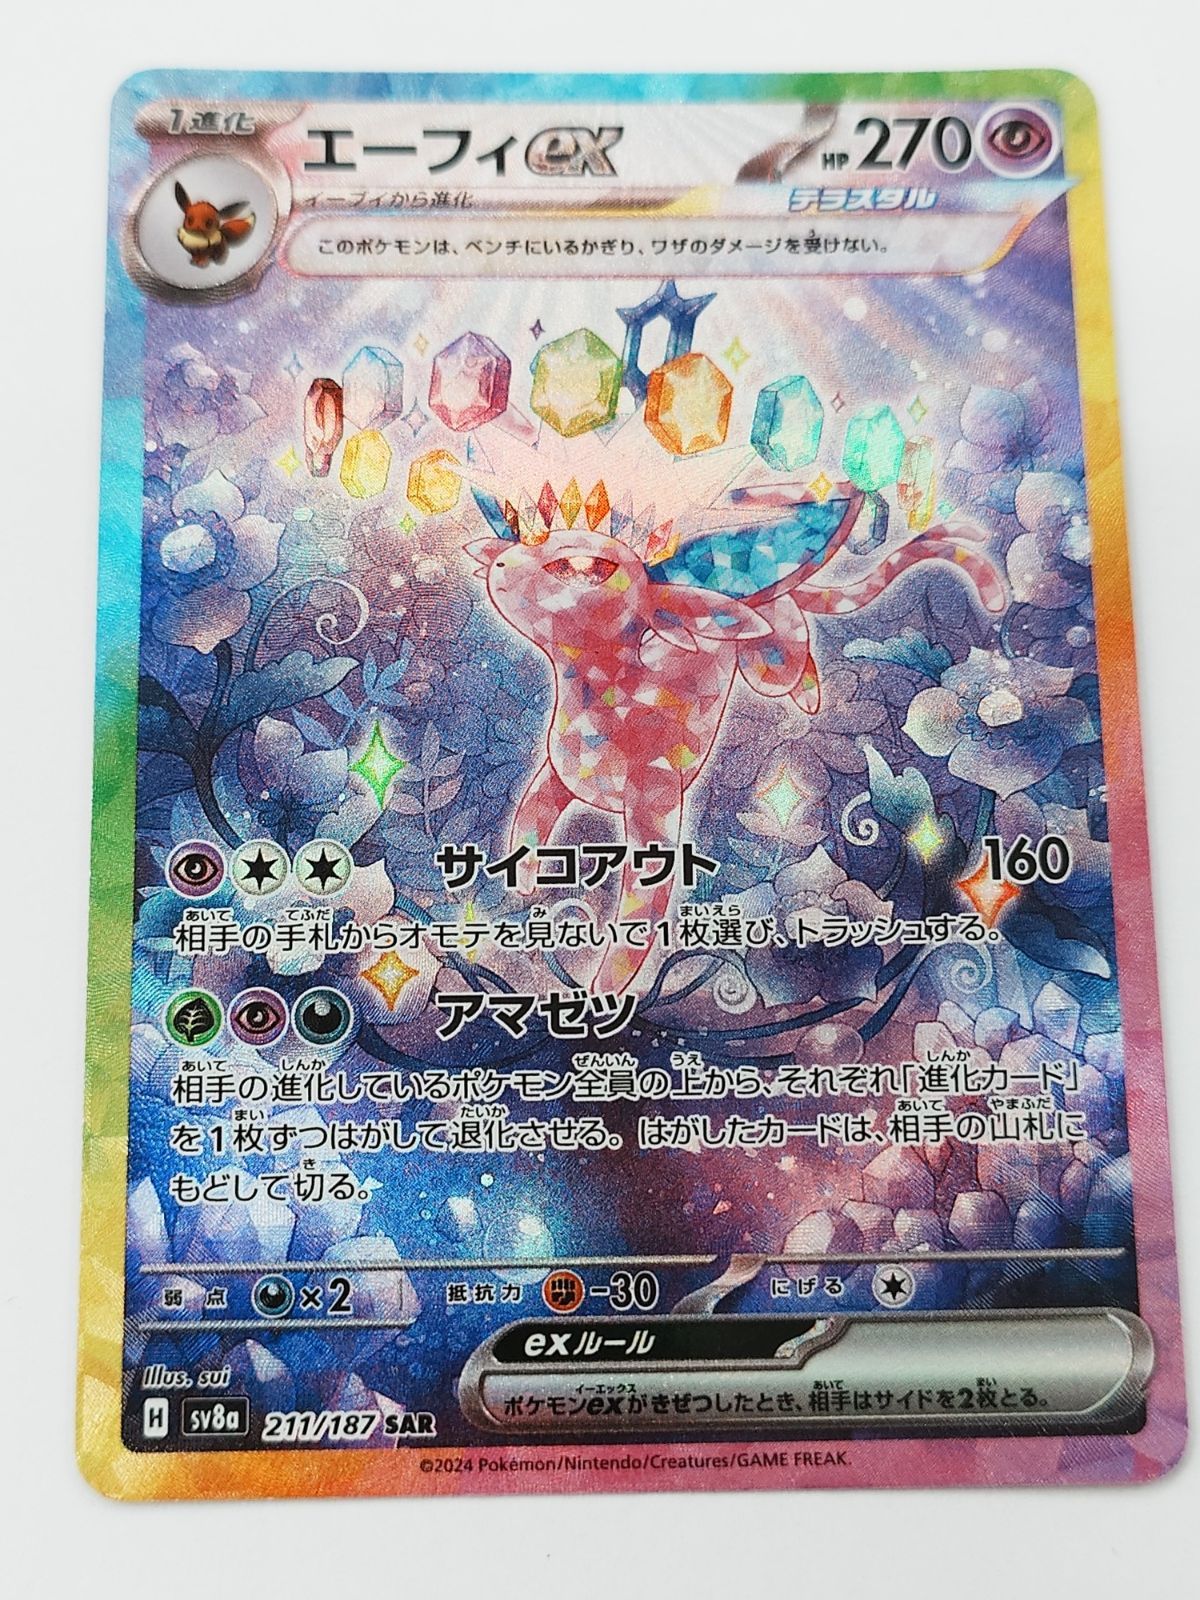 1進化
エーフィex
HP 270
イーブイから進化
テラスタル
このポケモンは、ベンチにいるかぎり、ワザのダメージを受けない。
サイコアウト 160
相手の手札からオモテを見ないで1枚選び、トラッシュする。
アマゼツ
相手の進化しているポケモン全員の上から、それぞれ「進化カード」
を1枚ずつはがして退化させる。はがしたカードは、相手の山札に
もどして切る。
弱点 ×2 抵抗力 -30 にげる
exルール
ポケモンexがきぜつしたとき、相手はサイドを2枚とる。
Illus. sui
H sv8a 211/187 SAR
©2024 Pokémon/Nintendo/Creatures/GAME FREAK.